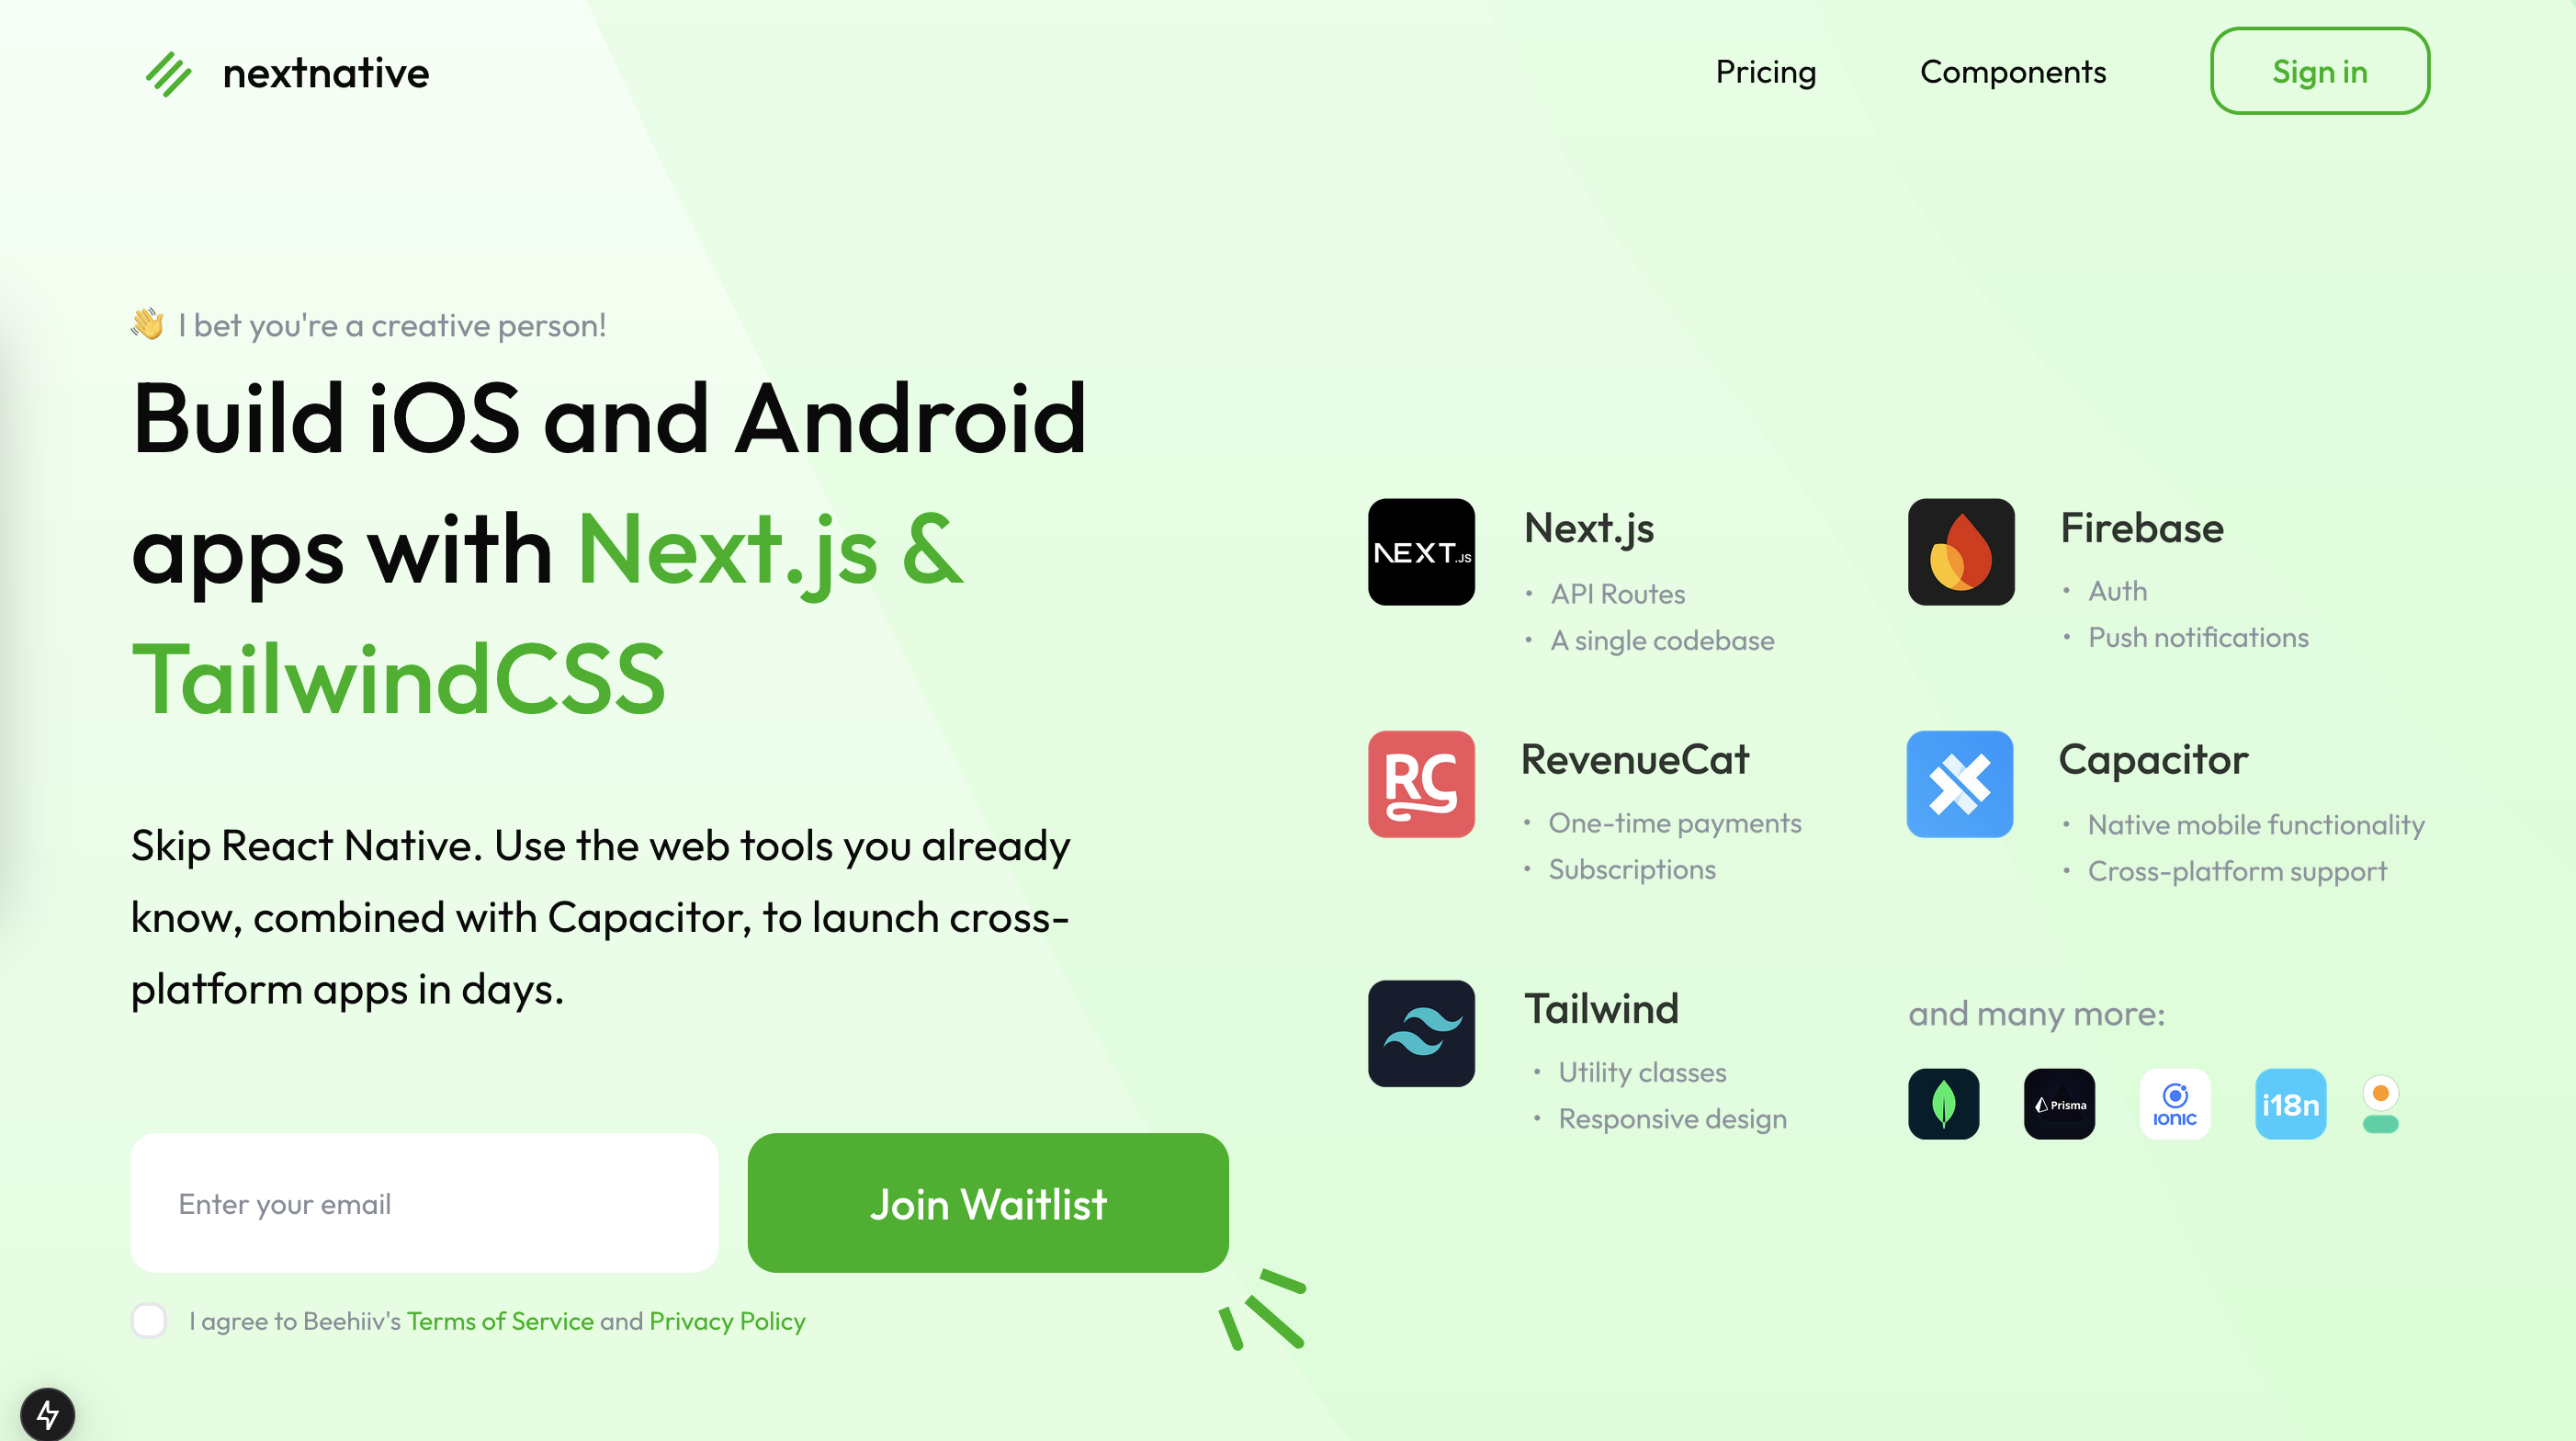 nextnative
Pricing
Components
Sign in
👋 I bet you're a creative person!
Build iOS and Android
apps with Next.js &
TailwindCSS
Skip React Native. Use the web tools you already
know, combined with Capacitor, to launch cross-
platform apps in days.
Enter your email
Join Waitlist
I agree to Beehiiv's Terms of Service and Privacy Policy
NEXT.JS
Next.js
• API Routes
• A single codebase
Firebase
• Auth
• Push notifications
RC
RevenueCat
• One-time payments
• Subscriptions
Capacitor
• Native mobile functionality
• Cross-platform support
Tailwind
• Utility classes
• Responsive design
and many more:
Prisma
IONIC
i18n